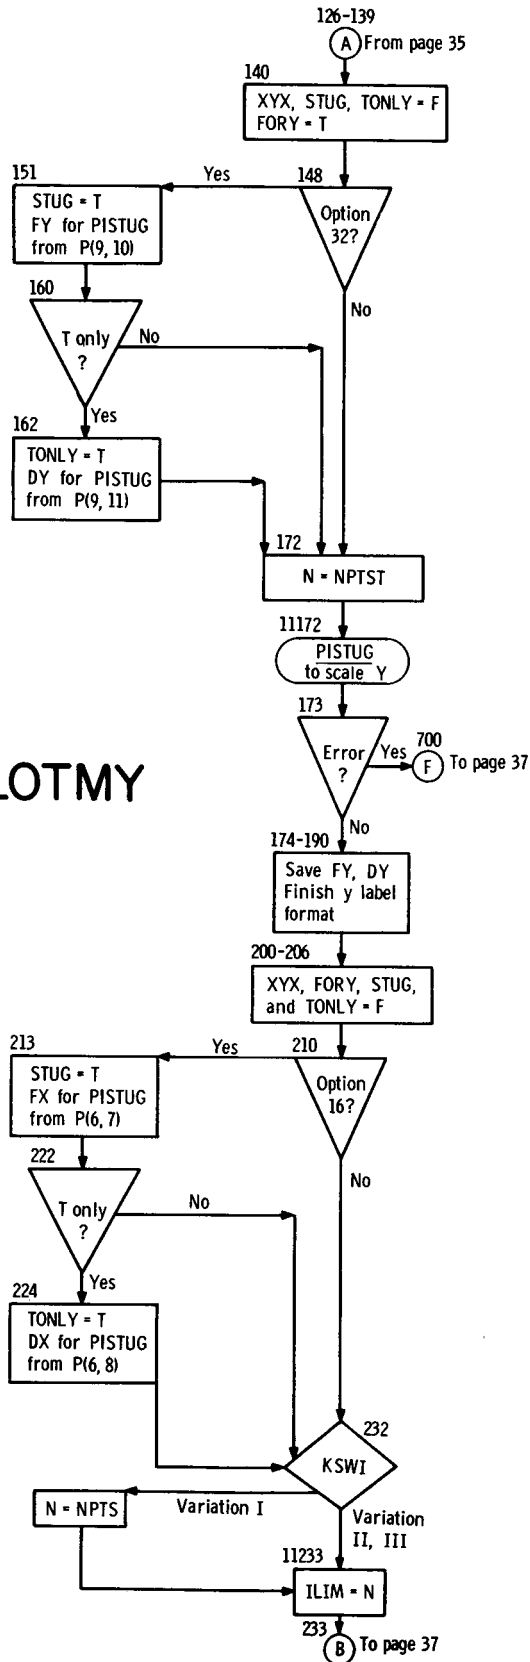 126-139
A From page 35
140
XYX, STUG, TONLY = F
FORY = T
148
Yes
Option
32?
No
151
STUG = T
FY for PISTUG
from P(9, 10)
160
T only
?
No
Yes
162
TONLY = T
DY for PISTUG
from P(9, 11)
172
N = NPTST
11172
PISTUG
to scale Y
173
Error
?
Yes
700
F To page 37
No
LOTMY
174-190
Save FY, DY
Finish y label
format
200-206
XYX, FORY, STUG,
and TONLY = F
210
Yes
Option
16?
No
213
STUG = T
FX for PISTUG
from P(6, 7)
222
T only
?
No
Yes
224
TONLY = T
DX for PISTUG
from P(6, 8)
232
KSWI
Variation I
N = NPTS
Variation
II, III
11233
ILIM = N
233
B To page 37